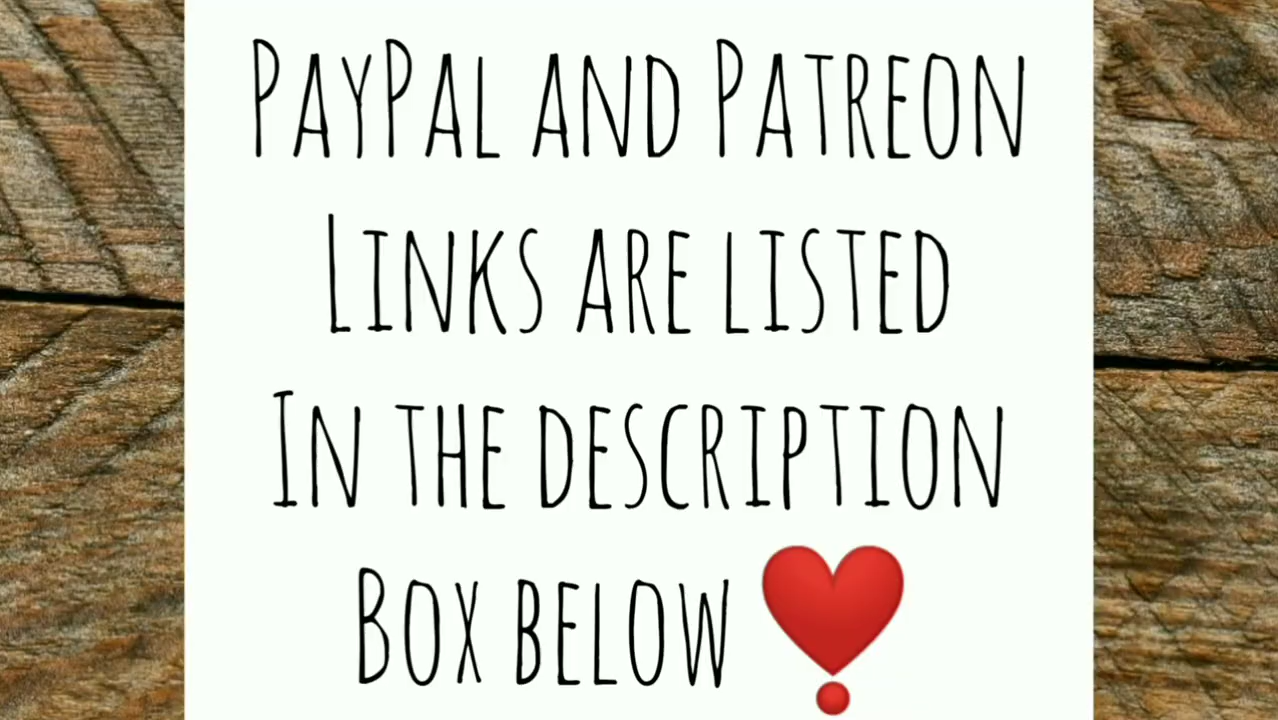 PayPal and Patreon
Links are listed
In the description
Box below ❣